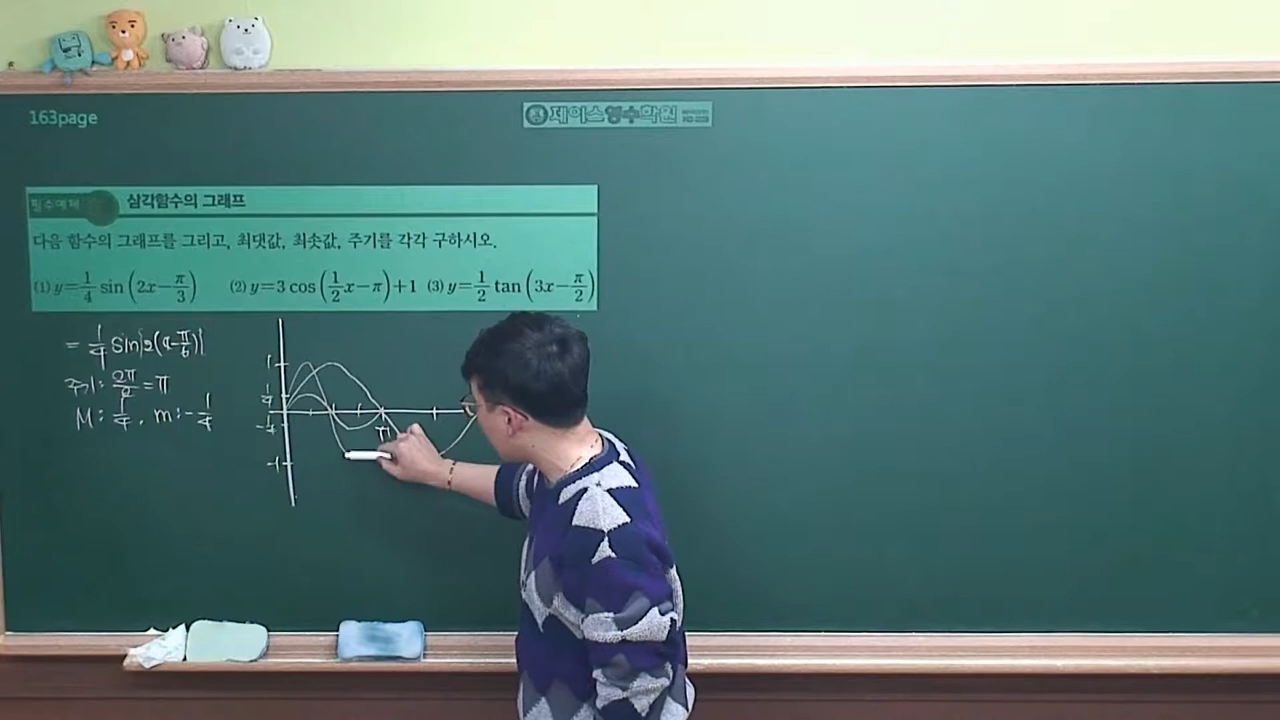 163page
제이스영수학원
필수예제 삼각함수의 그래프
다음 함수의 그래프를 그리고, 최댓값, 최솟값, 주기를 각각 구하시오.
(1) y=1/4 sin(2x-π/3) (2) y=3 cos(1/2x-π)+1 (3) y=1/2 tan(3x-π/2)
= 1/4 sin{2(x-π/6)}
주기: 2π/2 = π
M: 1/4, m: -1/4
1
1/4
-1/4
-1
π